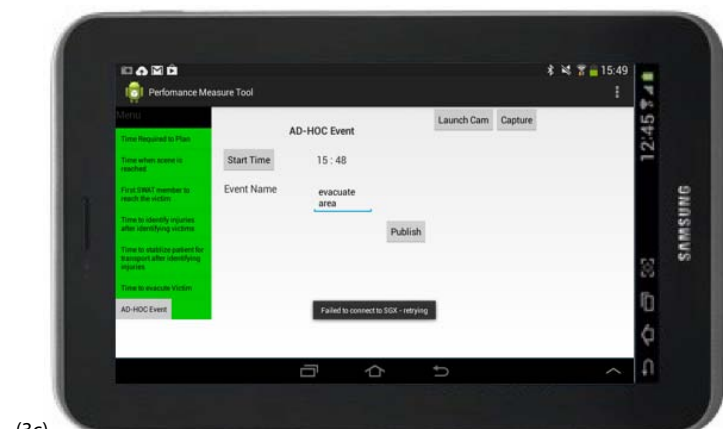 15:49
Perfomance Measure Tool
Menu
Time Required to Plan
Time when scene is
reached
First SWAT member to
reach the victim
Time to identify injuries
after identifying victims
Time to stablize patient for
transport after identifying
injuries
Time to evacute Victim
AD-HOC Event
Launch Cam Capture
AD-HOC Event
Start Time 15 : 48
Event Name evacuate
area
Publish
Failed to connect to SGX - retrying
12:45
SAMSUNG
(3c)